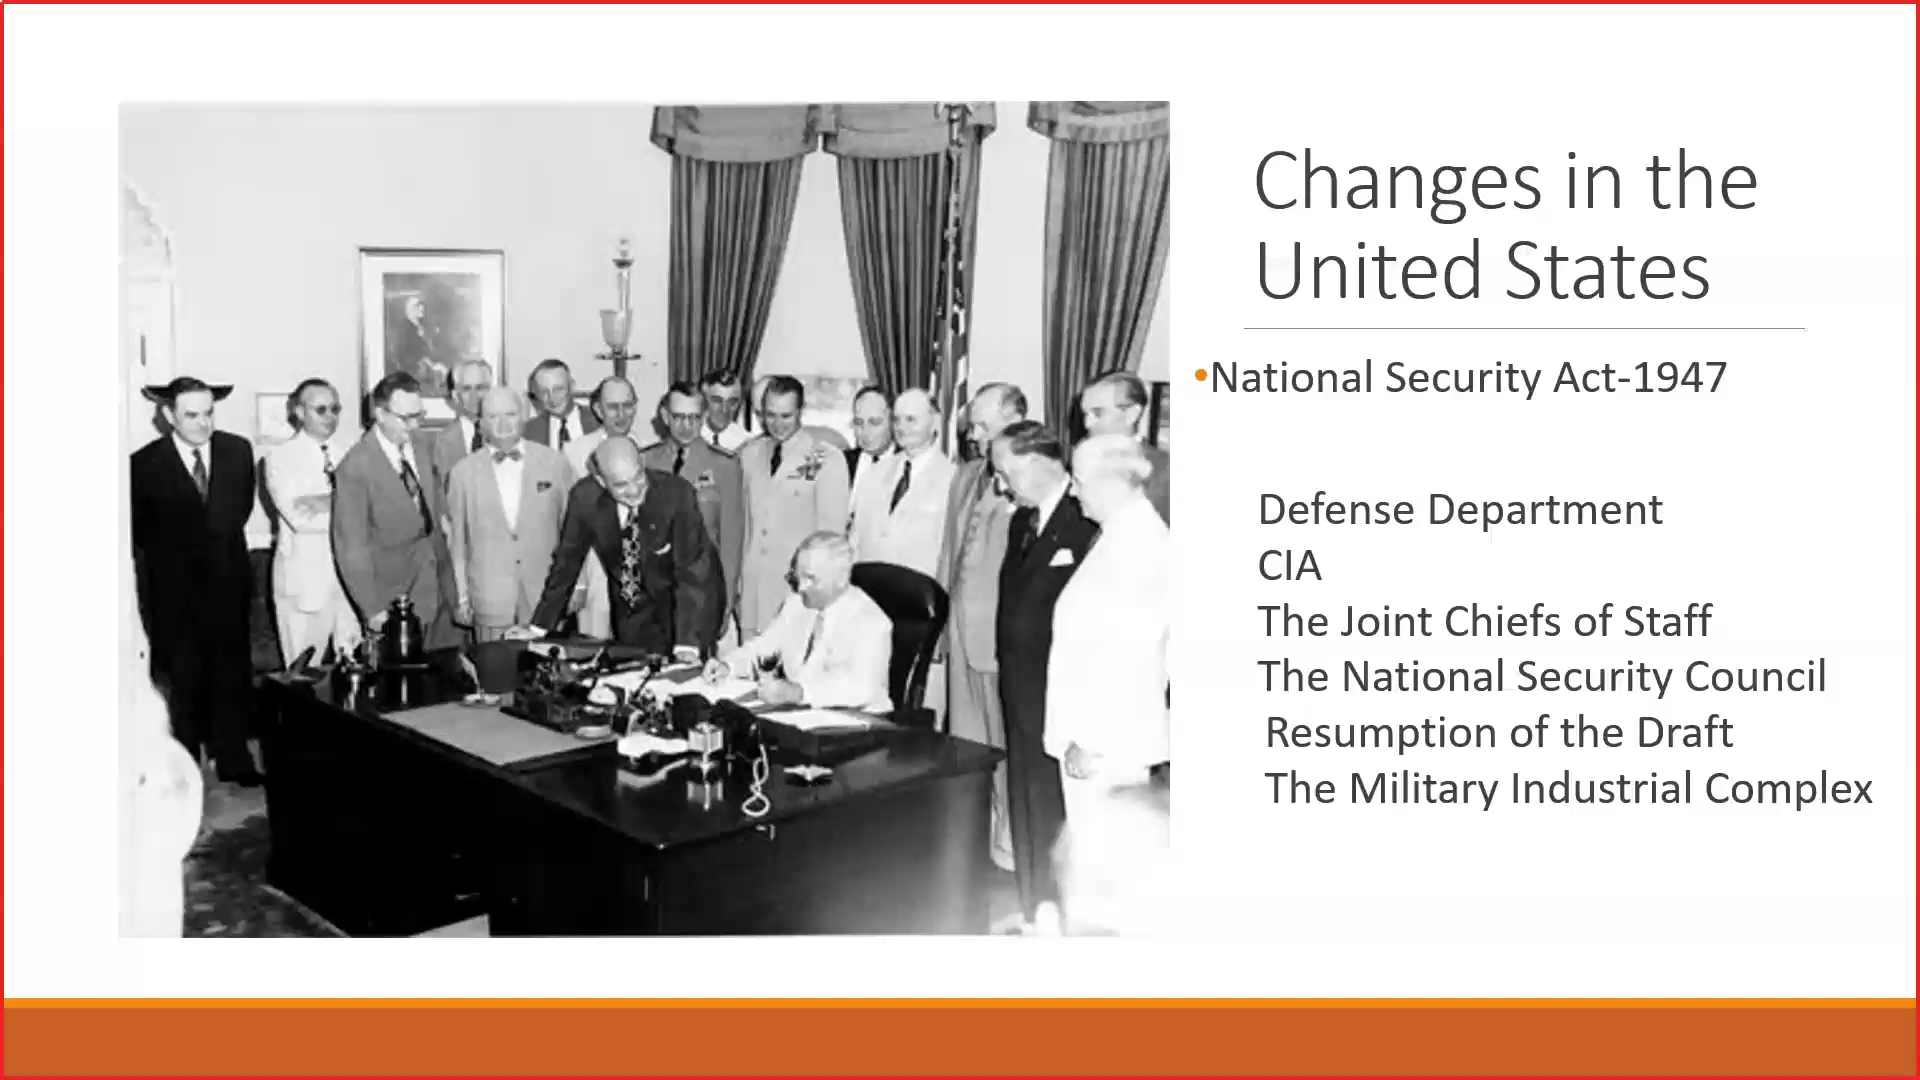 Changes in the
United States
•National Security Act-1947
Defense Department
CIA
The Joint Chiefs of Staff
The National Security Council
Resumption of the Draft
The Military Industrial Complex